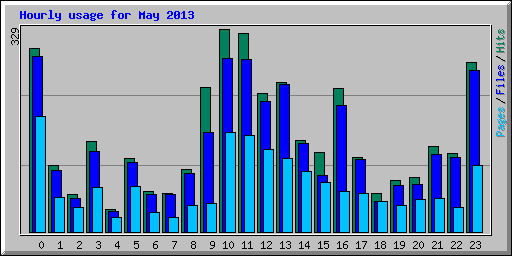 Hourly usage for May 2013
329
Pages / Files / Hits
0 1 2 3 4 5 6 7 8 9 10 11 12 13 14 15 16 17 18 19 20 21 22 23